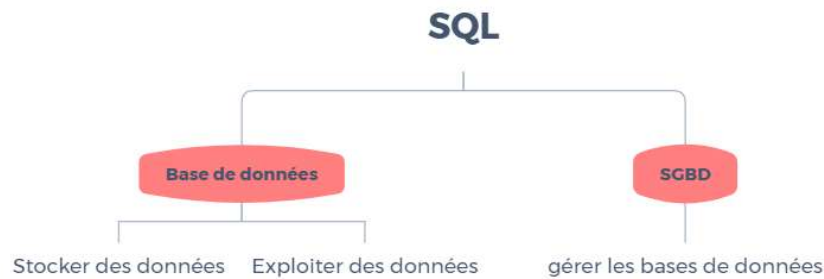 SQL
Base de données
SGBD
Stocker des données
Exploiter des données
gérer les bases de données